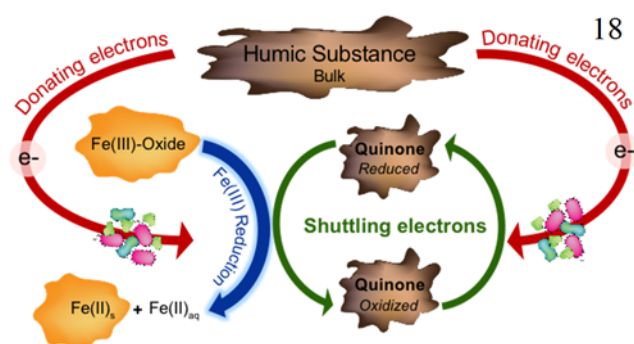 18
Humic Substance
Bulk
Donating electrons
Donating electrons
e-
e-
Fe(III)-Oxide
Fe(III) Reduction
Quinone
Reduced
Shuttling electrons
Quinone
Oxidized
Fe(II)s + Fe(II)aq